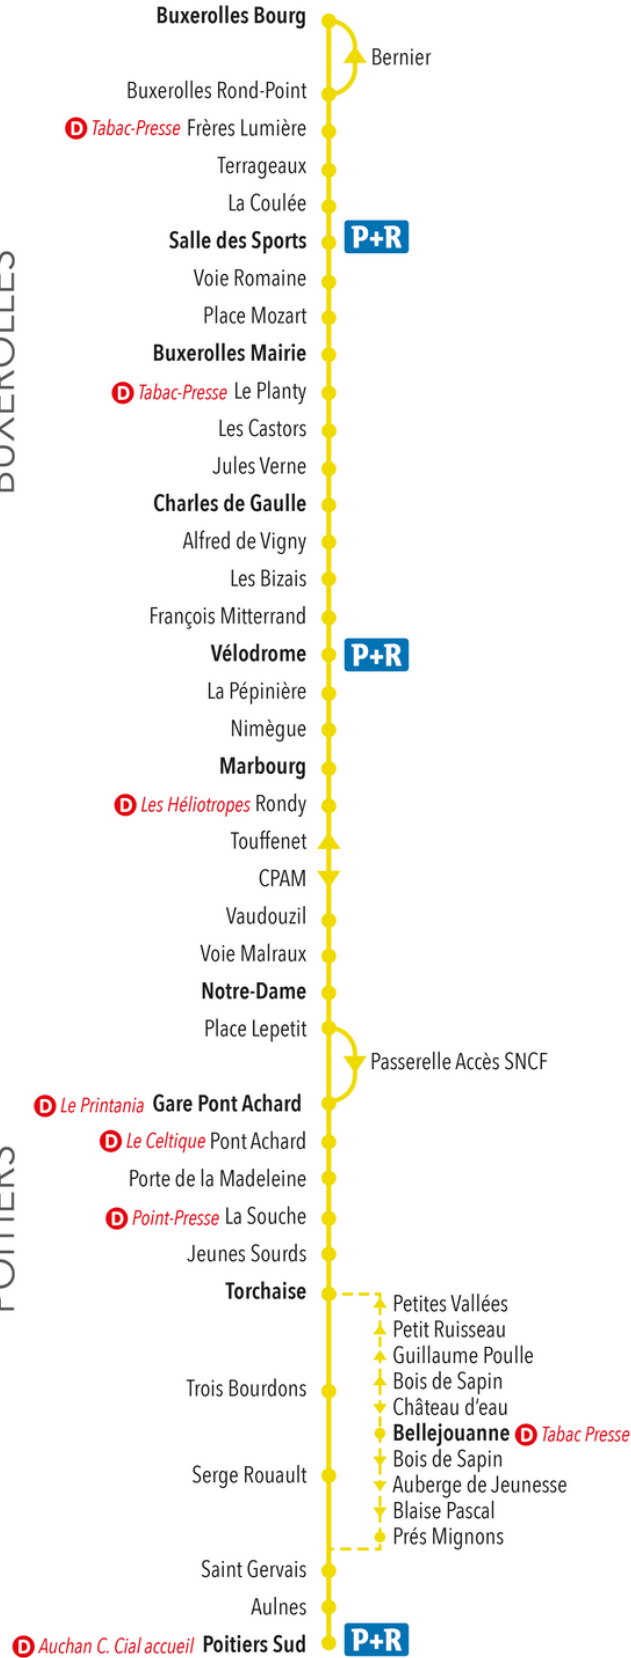 Buxerolles Bourg
Bernier
Buxerolles Rond-Point
D Tabac-Presse Frères Lumière
Terrageaux
La Coulée
Salle des Sports P+R
Voie Romaine
Place Mozart
Buxerolles Mairie
D Tabac-Presse Le Planty
Les Castors
Jules Verne
Charles de Gaulle
Alfred de Vigny
Les Bizais
François Mitterrand
Vélodrome P+R
La Pépinière
Nimègue
Marbourg
D Les Héliotropes Rondy
Touffenet
CPAM
Vaudouzil
Voie Malraux
Notre-Dame
Place Lepetit
Passerelle Accès SNCF
D Le Printania Gare Pont Achard
D Le Celtique Pont Achard
Porte de la Madeleine
D Point-Presse La Souche
Jeunes Sourds
Torchaise
Petites Vallées
Petit Ruisseau
Guillaume Poulle
Bois de Sapin
Trois Bourdons
Château d'eau
Bellejouanne D Tabac Presse
Bois de Sapin
Serge Rouault
Auberge de Jeunesse
Blaise Pascal
Prés Mignons
Saint Gervais
Aulnes
D Auchan C. Cial accueil Poitiers Sud P+R
BUXEROLLES
POITIERS